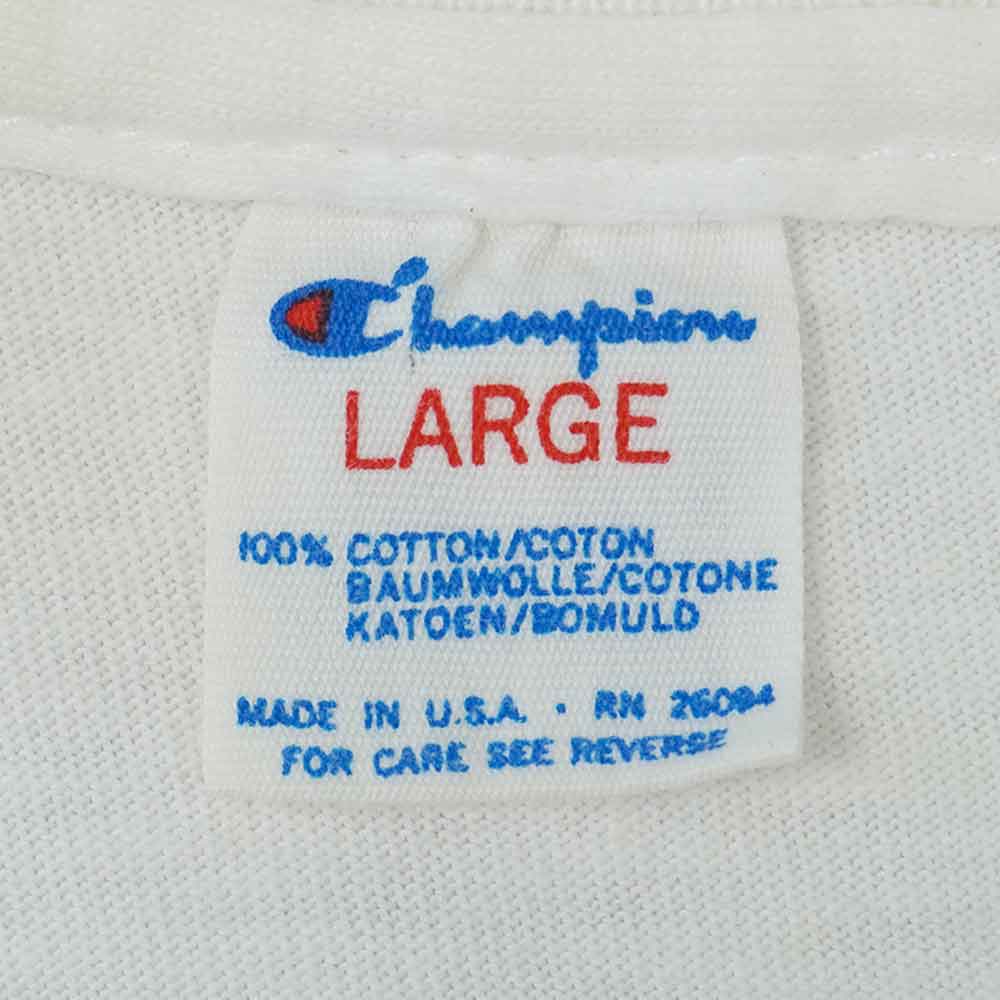 Champion
LARGE
100% COTTON/COTON
BAUMWOLLE/COTONE
KATOEN/BOMULD
MADE IN U.S.A. · RN 26094
FOR CARE SEE REVERSE